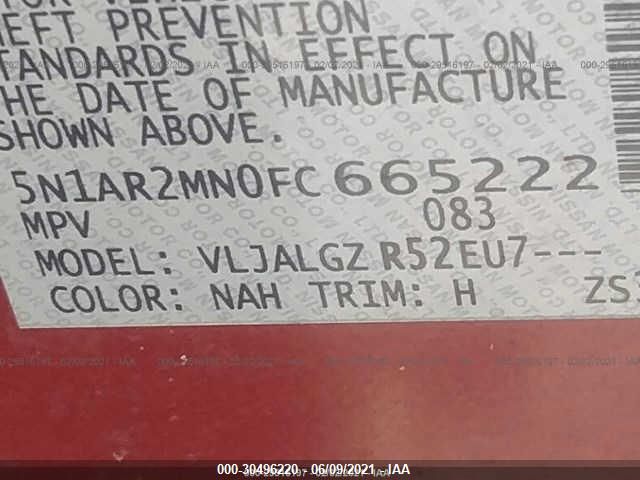 THEFT PREVENTION
STANDARDS IN EFFECT ON
THE DATE OF MANUFACTURE
SHOWN ABOVE.
5N1AR2MN0FC665222
MPV 083
MODEL: VLJALGZ R52EU7---
COLOR: NAH TRIM: H ZS
000-30496220 - 06/09/2021 - IAA